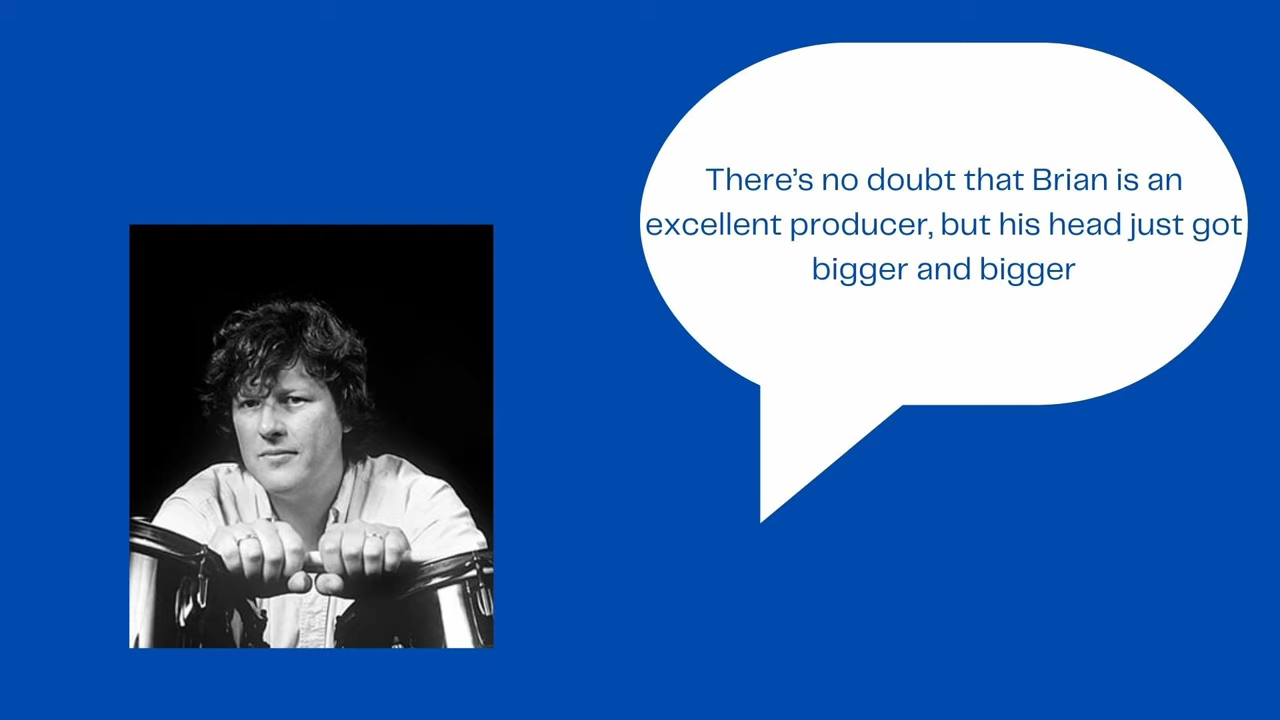 There’s no doubt that Brian is an
excellent producer, but his head just got
bigger and bigger